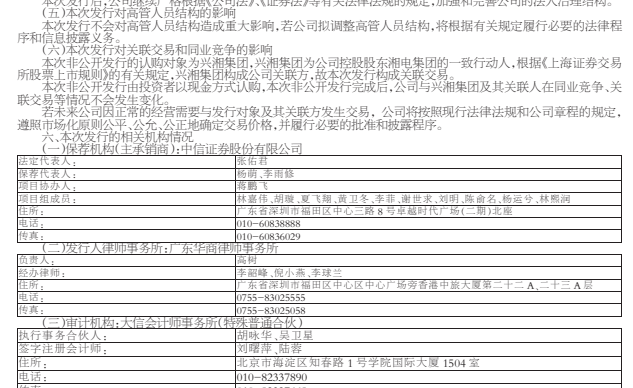 本次发行后,公司继续严格根据《公司法》、《证券法》等有关法律法规的规定,加强和完善公司的法人治理结构。
(五)本次发行对高管人员结构的影响
本次发行不会对高管人员结构造成重大影响,若公司拟调整高管人员结构,将根据有关规定履行必要的法律程
序和信息披露义务。
(六)本次发行对关联交易和同业竞争的影响
本次非公开发行的认购对象为兴湘集团,兴湘集团为公司控股股东湘电集团的一致行动人,根据《上海证券交易
所股票上市规则》的有关规定,兴湘集团构成公司关联方,故本次发行构成关联交易。
本次非公开发行由投资者以现金方式认购,本次非公开发行完成后,公司与兴湘集团及其关联人在同业竞争、关
联交易等情况不会发生变化。
若未来公司因正常的经营需要与发行对象及其关联方发生交易,公司将按照现行法律法规和公司章程的规定,
遵照市场化原则公平、公允、公正地确定交易价格,并履行必要的批准和披露程序。
六、本次发行的相关机构情况
(一)保荐机构(主承销商):中信证券股份有限公司
法定代表人: 张佑君
保荐代表人: 杨萌、李雨修
项目协办人: 蒋鹏飞
项目组成员: 林嘉伟、胡璇、夏飞翔、黄卫冬、李菲、谢世求、刘明、陈俞名、杨运兮、林熙润
住所: 广东省深圳市福田区中心三路 8 号卓越时代广场(二期)北座
电话: 010-60838888
传真: 010-60836029
(二)发行人律师事务所:广东华商律师事务所
负责人: 高树
经办律师: 李韶峰、倪小燕、李球兰
住所: 广东省深圳市福田区中心区中心广场旁香港中旅大厦第二十二 A、二十三 A 层
电话: 0755-83025555
传真: 0755-83025058
(三)审计机构:大信会计师事务所(特殊普通合伙)
执行事务合伙人: 胡咏华、吴卫星
签字注册会计师: 刘曙萍、陆蓉
住所: 北京市海淀区知春路 1 号学院国际大厦 1504 室
电话: 010-82337890